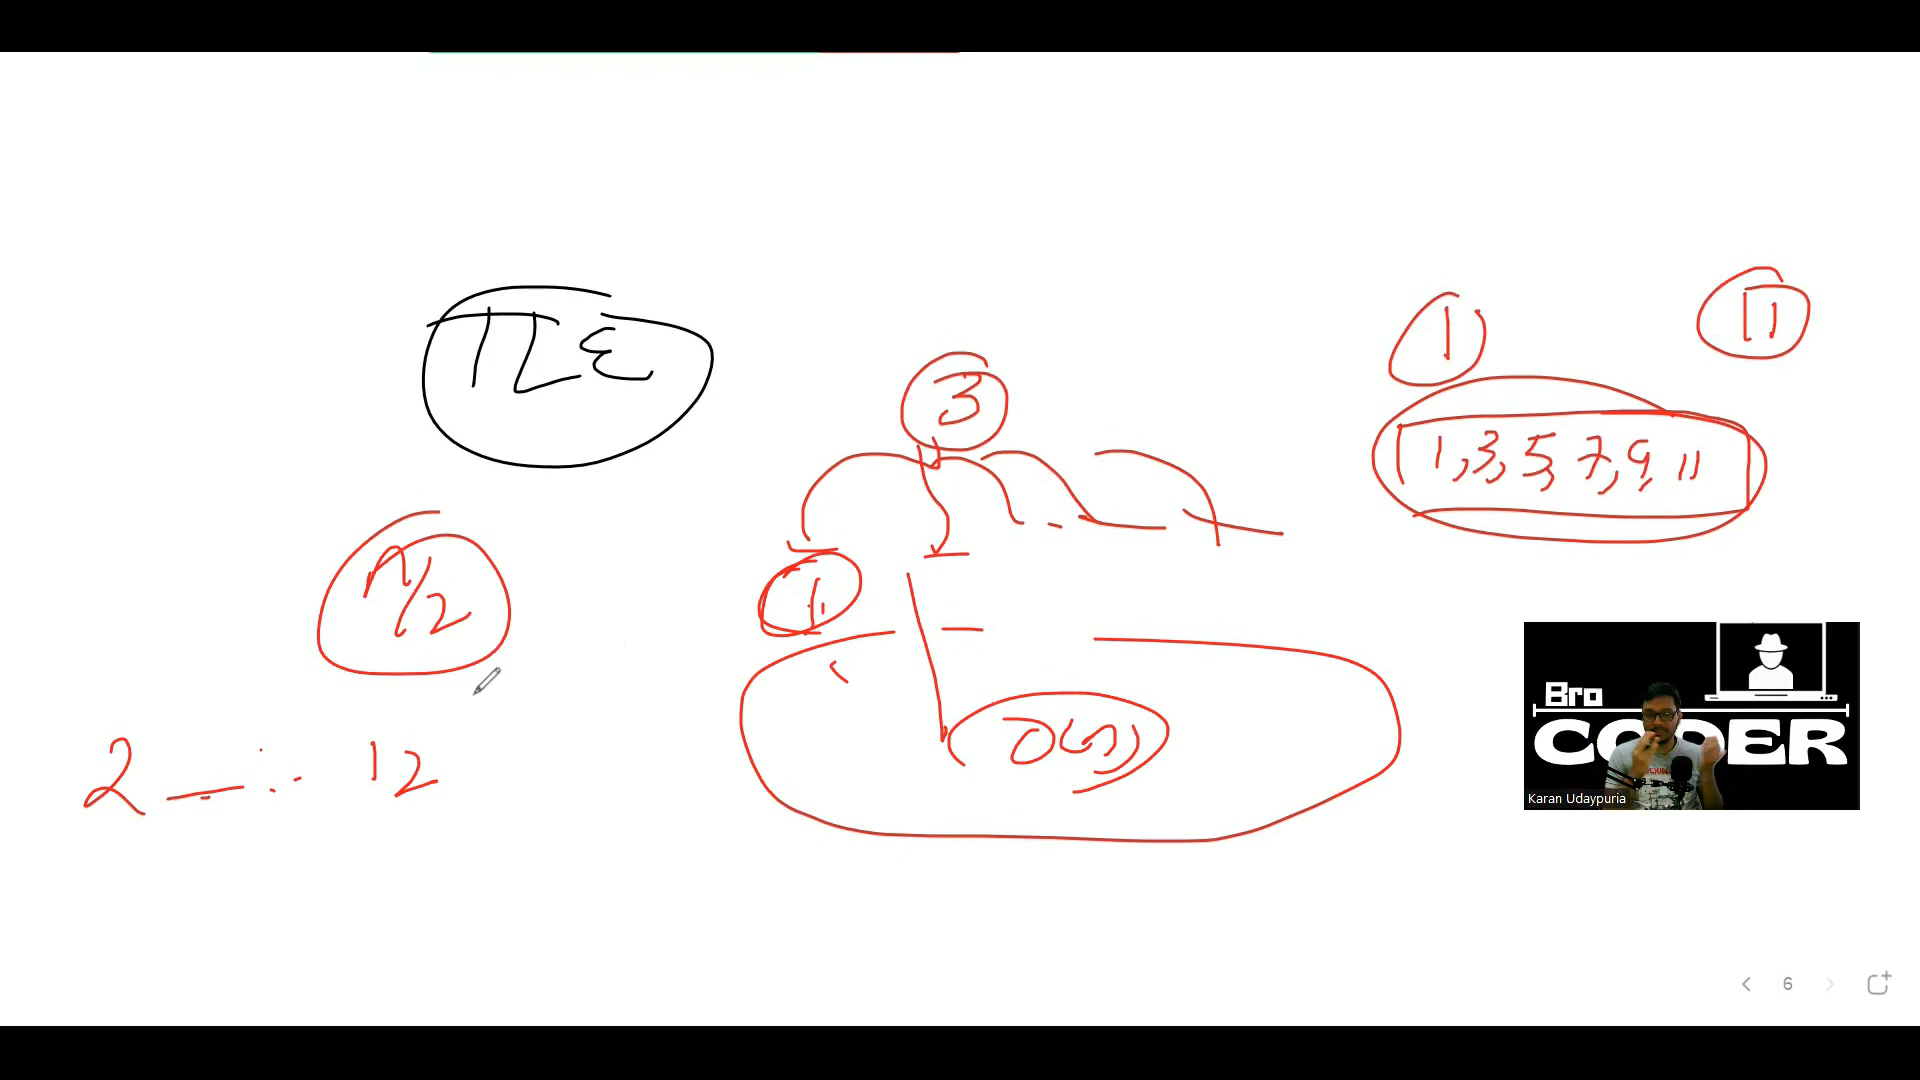 TLE
3
1
11
1, 3, 5, 7, 9, 11
n/2
1
O(n)
2 — 12
Bro
CODER
Karan Udaypuria
6